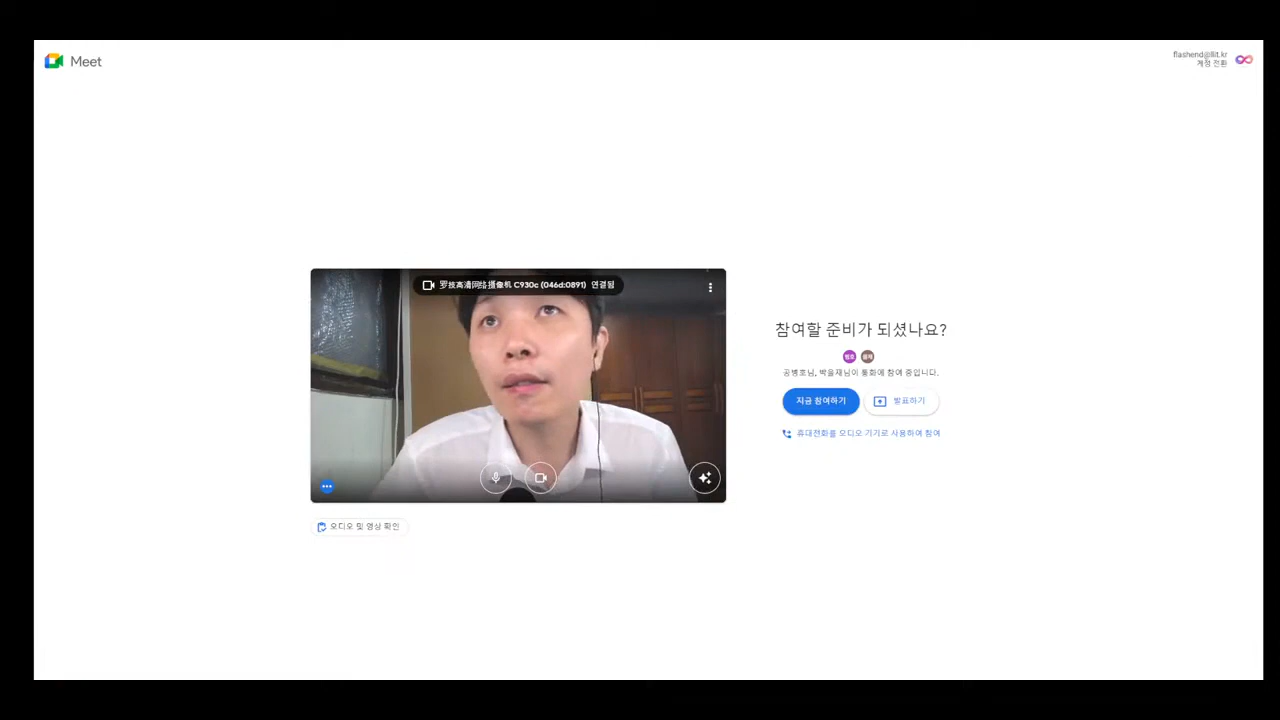 Meet
flashend@llit.kr
계정 전환
罗技高清网络摄像机 C930c (046d:0891) 연결됨
참여할 준비가 되셨나요?
공병호님, 박을재님이 통화에 참여 중입니다.
지금 참여하기
발표하기
휴대전화를 오디오 기기로 사용하여 참여
오디오 및 영상 확인